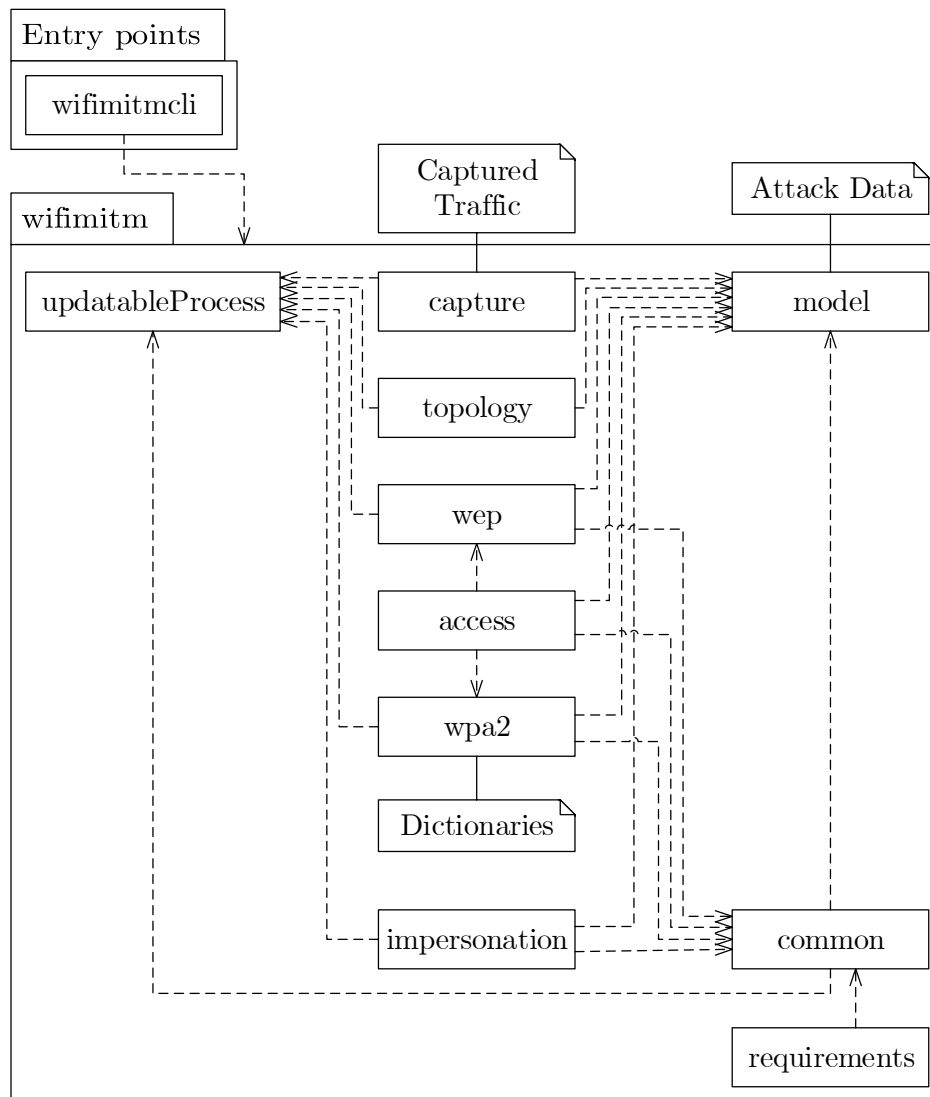 Entry points
wifimitmcli
Captured
Traffic
Attack Data
wifimitm
updatableProcess
capture
model
topology
wep
access
wpa2
Dictionaries
impersonation
common
requirements